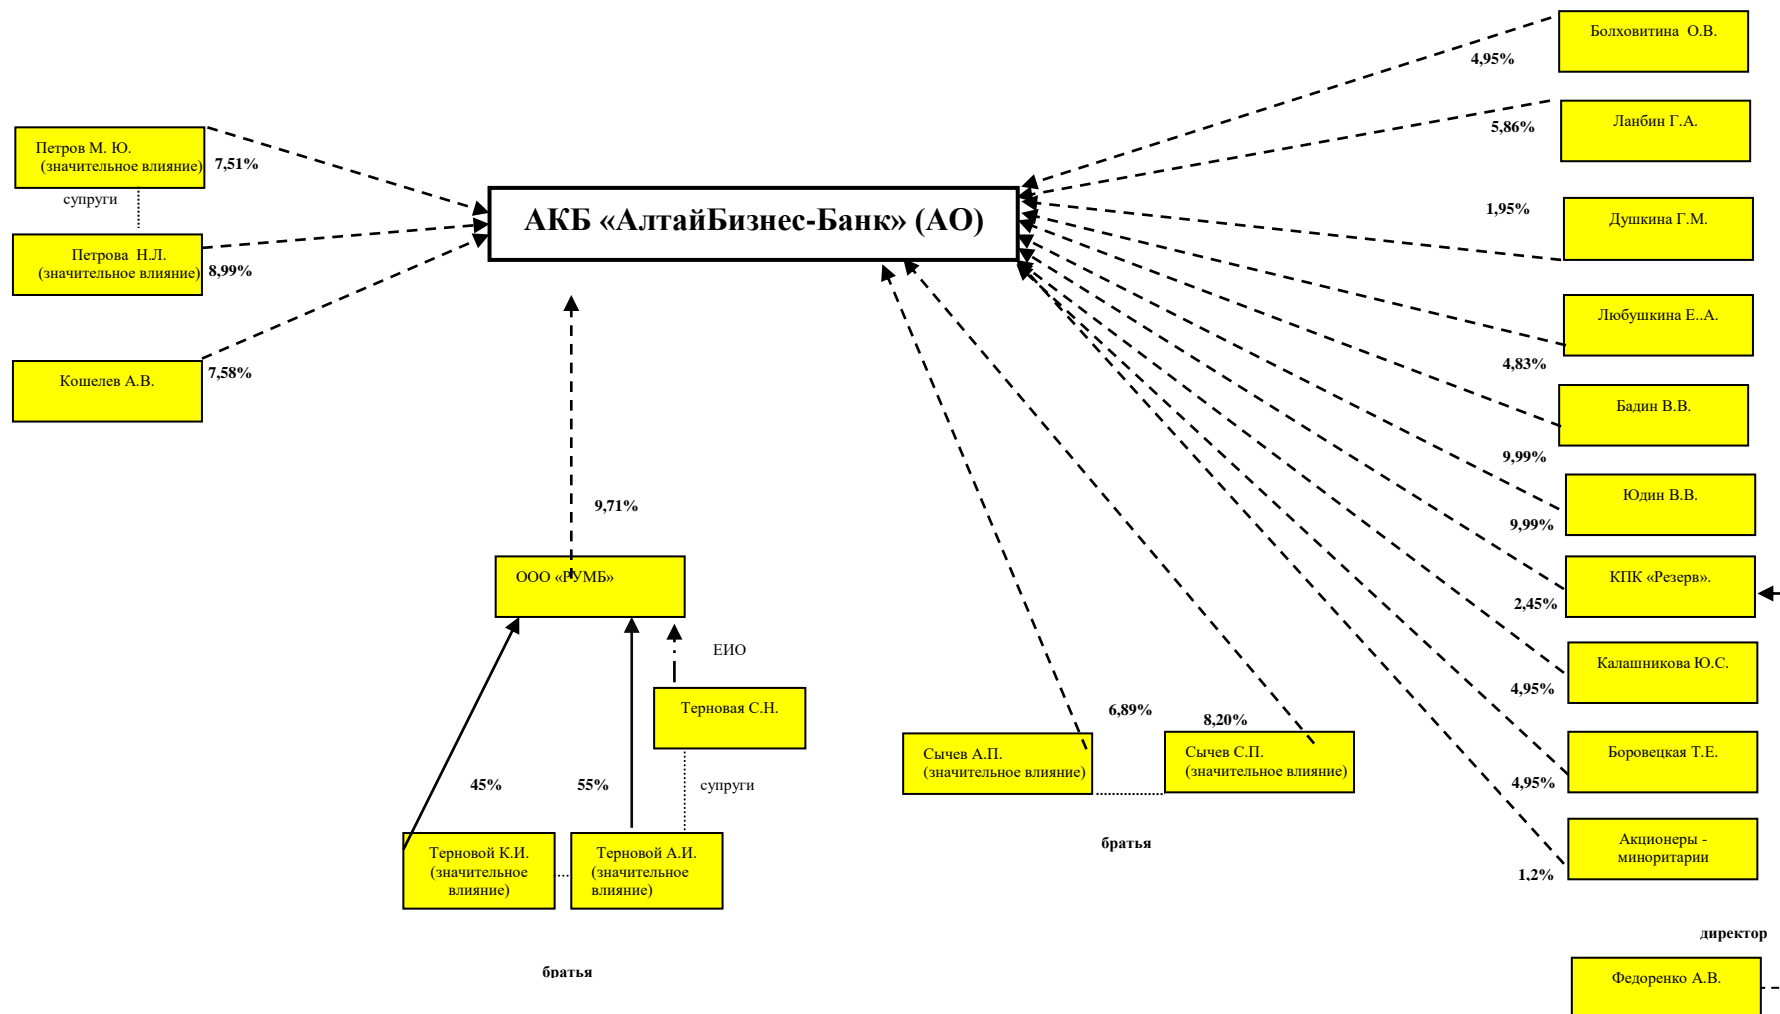 Болховитина О.В.
4,95%
Ланбин Г.А.
5,86%
Петров М. Ю.
(значительное влияние)
7,51%
супруги
АКБ «АлтайБизнес-Банк» (АО)
1,95%
Душкина Г.М.
Петрова Н.Л.
(значительное влияние)
8,99%
Любушкина Е..А.
4,83%
Кошелев А.В.
7,58%
Бадин В.В.
9,99%
Юдин В.В.
9,99%
9,71%
ООО «РУМБ»
КПК «Резерв».
2,45%
ЕИО
Терновая С.Н.
Калашникова Ю.С.
4,95%
6,89%
8,20%
Сычев А.П.
(значительное влияние)
Сычев С.П.
(значительное влияние)
Боровецкая Т.Е.
4,95%
45%
55%
супруги
братья
Терновой К.И.
(значительное
влияние)
Терновой А.И.
(значительное
влияние)
Акционеры -
миноритарии
1,2%
директор
братья
Федоренко А.В.